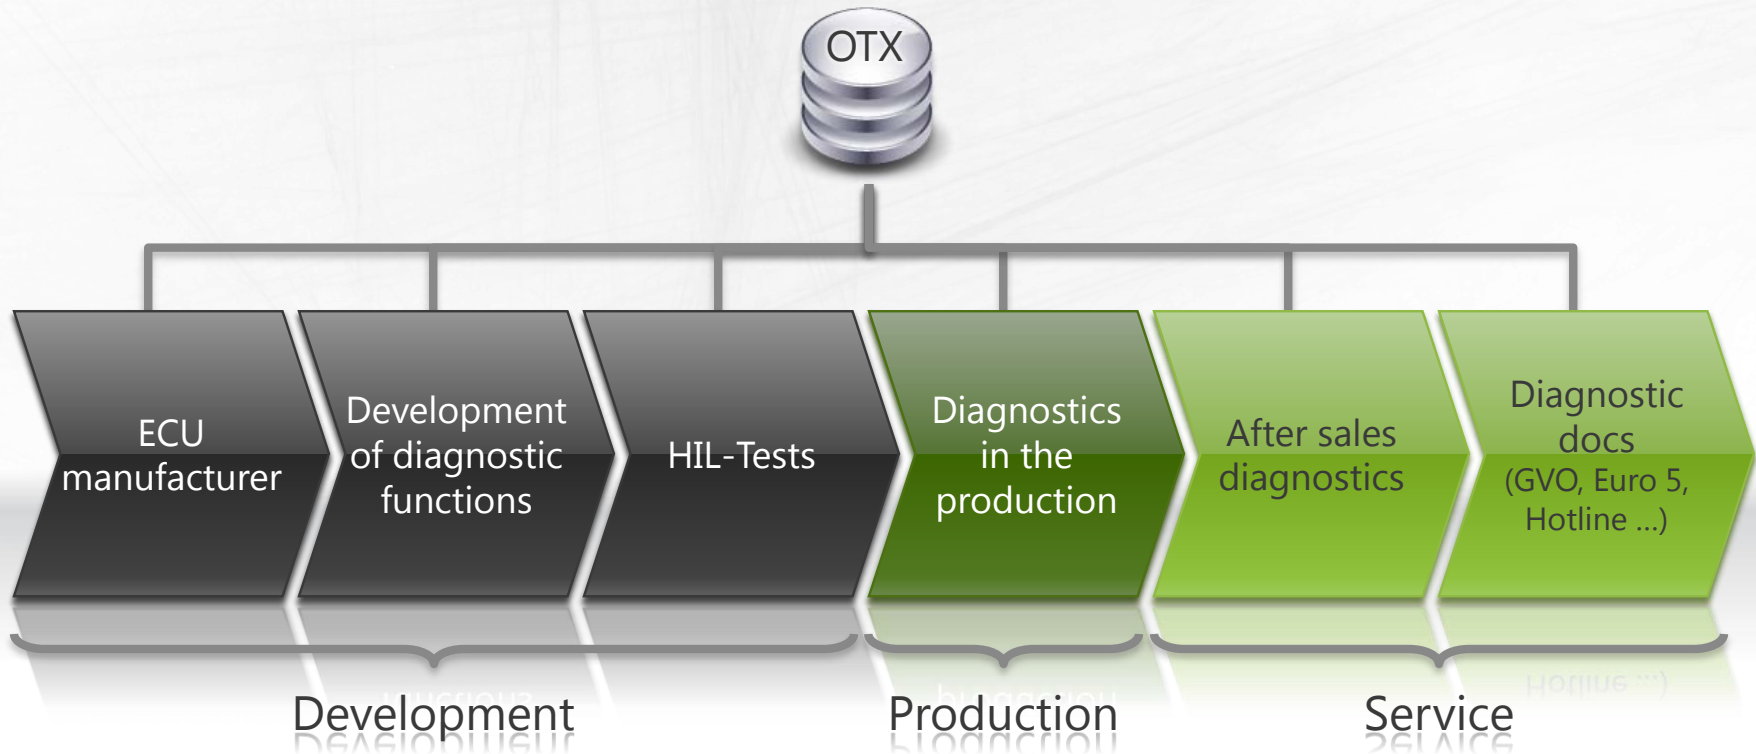 OTX
ECU
manufacturer
Development
of diagnostic
functions
HIL-Tests
Diagnostics
in the
production
After sales
diagnostics
Diagnostic
docs
(GVO, Euro 5,
Hotline ...)
Development
Production
Service